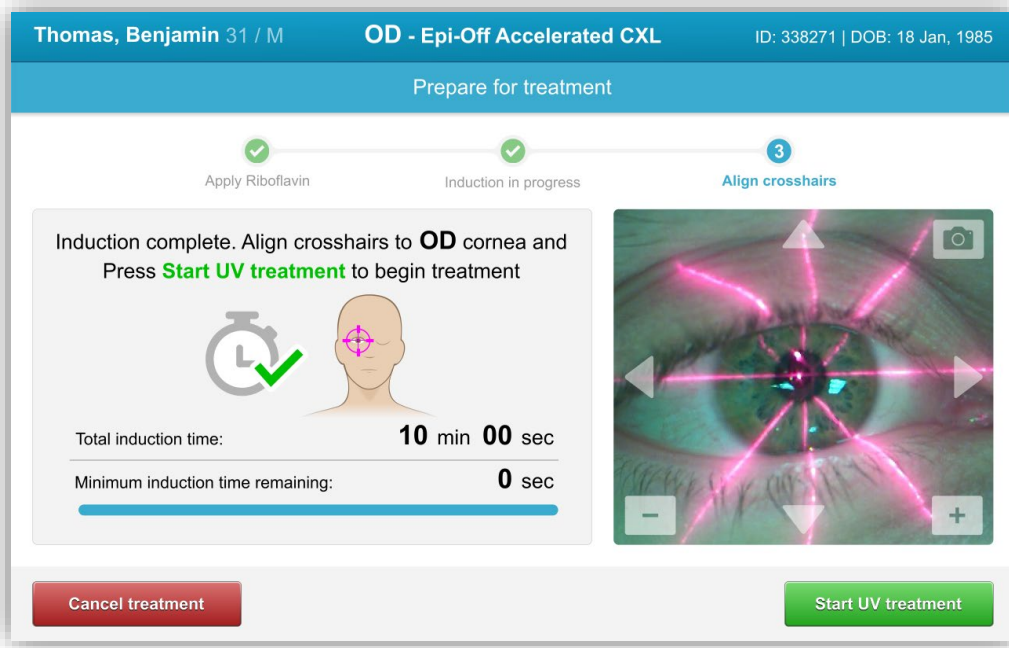 Thomas, Benjamin 31 / M
OD - Epi-Off Accelerated CXL
ID: 338271 | DOB: 18 Jan, 1985
Prepare for treatment
3
Apply Riboflavin
Induction in progress
Align crosshairs
Induction complete. Align crosshairs to OD cornea and
Press Start UV treatment to begin treatment
Total induction time:
10 min 00 sec
Minimum induction time remaining:
0 sec
Cancel treatment
Start UV treatment